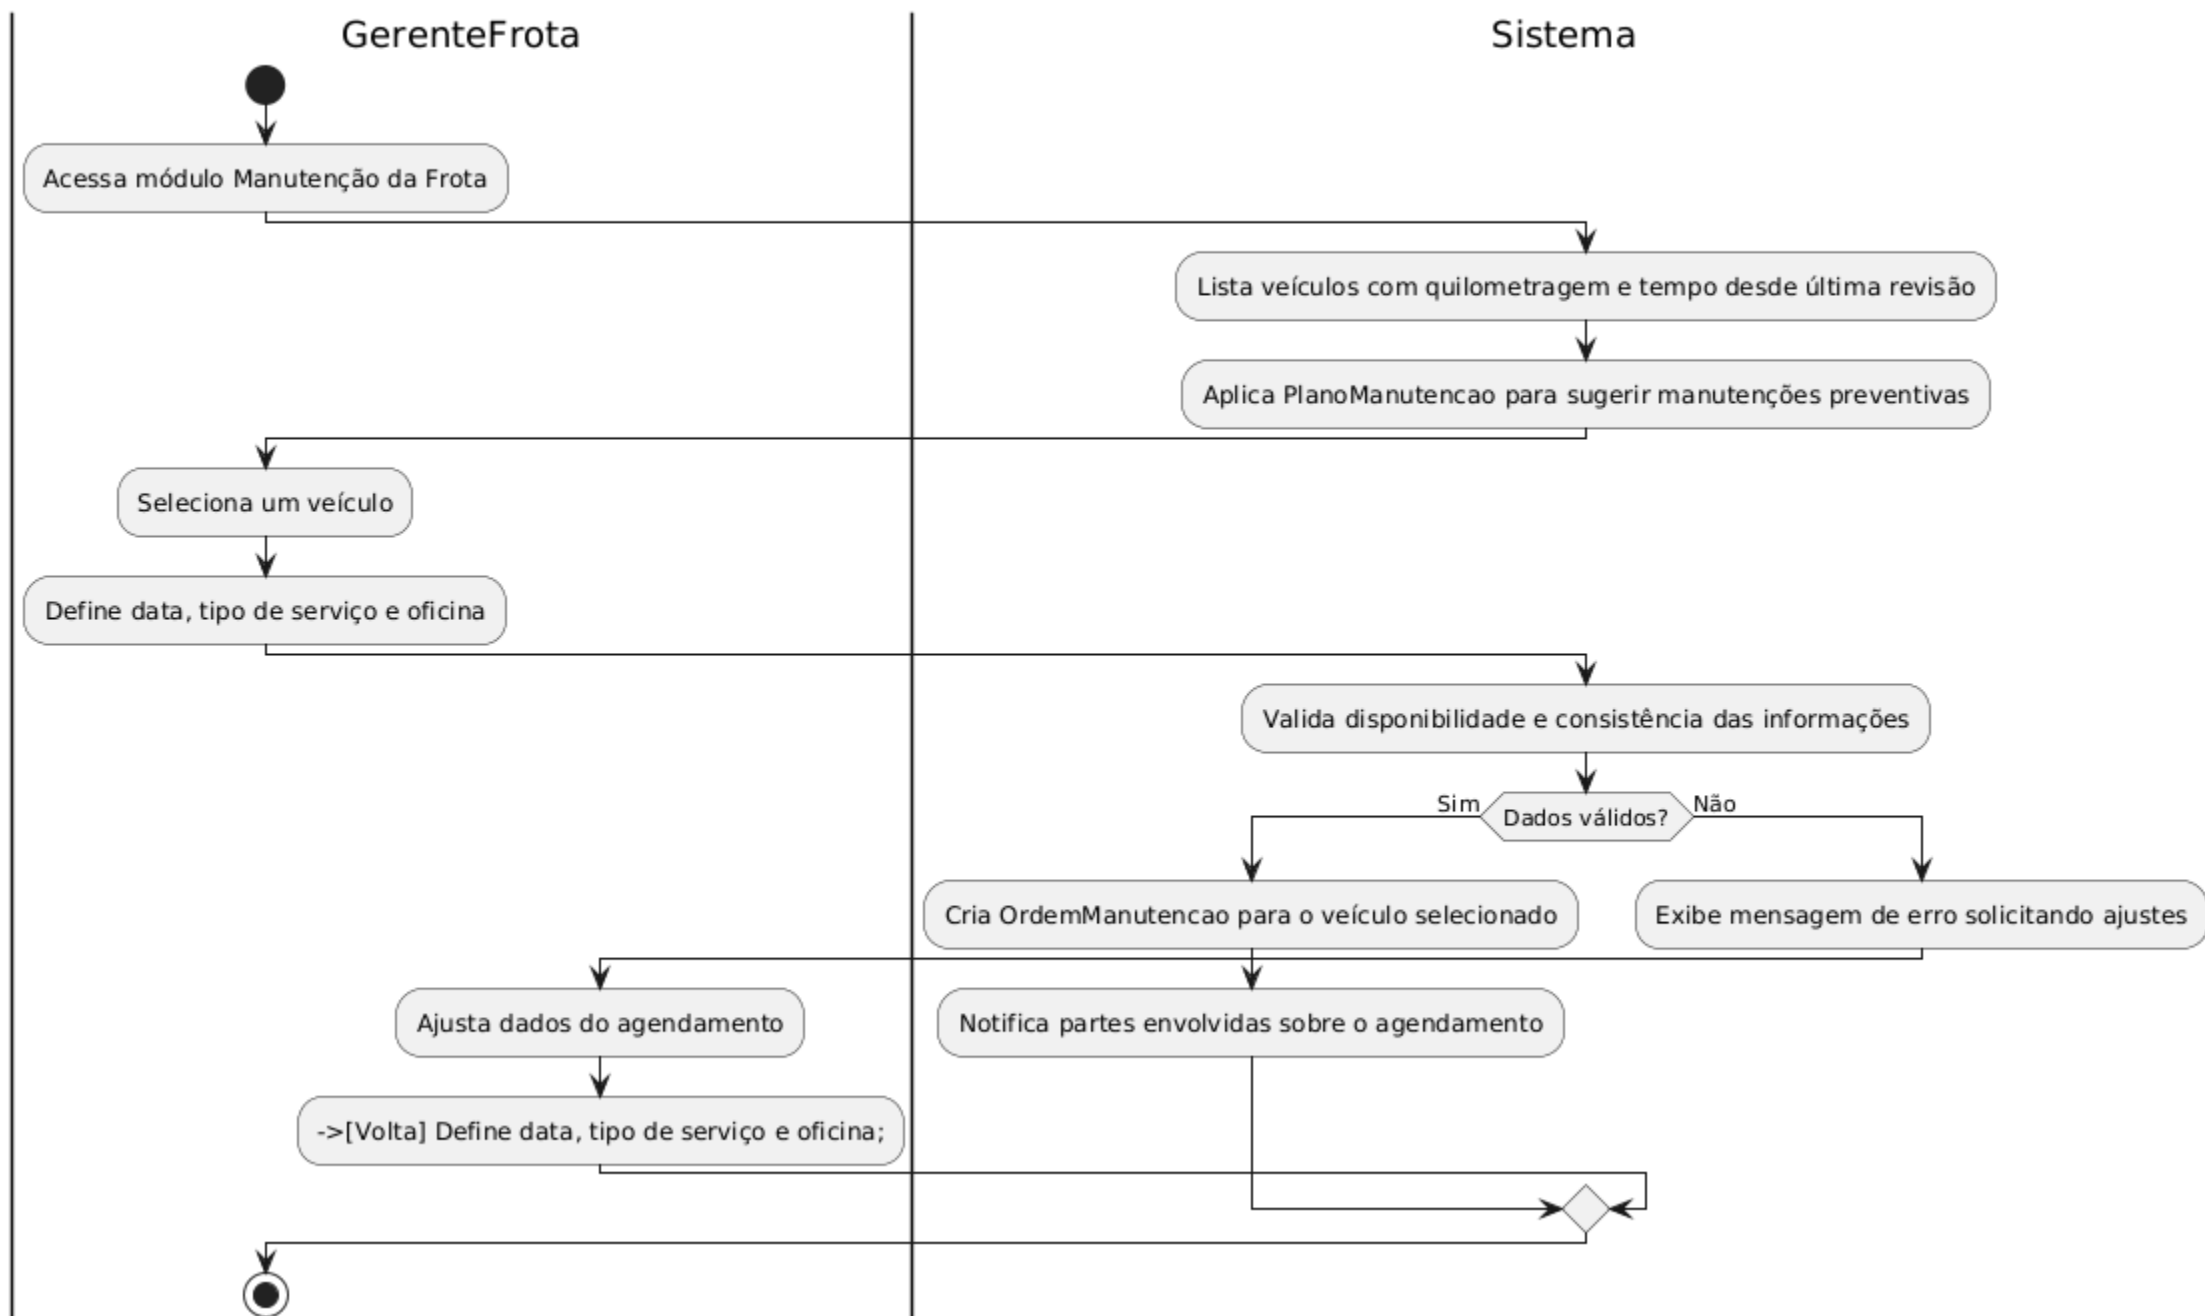 GerenteFrota
Sistema
Acessa módulo Manutenção da Frota
Lista veículos com quilometragem e tempo desde última revisão
Aplica PlanoManutencao para sugerir manutenções preventivas
Seleciona um veículo
Define data, tipo de serviço e oficina
Valida disponibilidade e consistência das informações
Sim
Dados válidos?
Não
Cria OrdemManutencao para o veículo selecionado
Exibe mensagem de erro solicitando ajustes
Ajusta dados do agendamento
Notifica partes envolvidas sobre o agendamento
->[Volta] Define data, tipo de serviço e oficina;